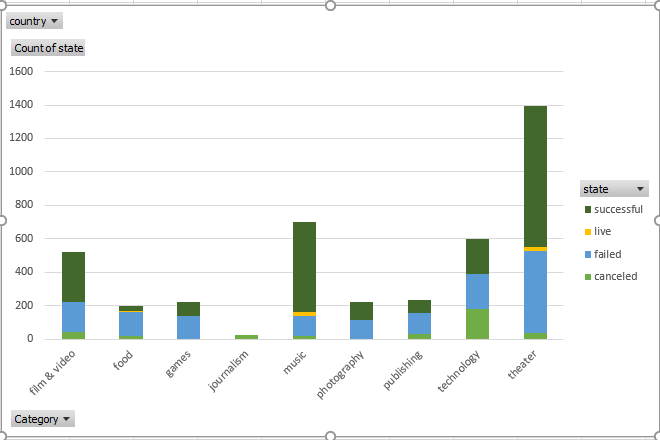 country
Count of state
1600
1400
1200
1000
800
600
400
200
0
film & video
food
games
journalism
music
photography
publishing
technology
theater
state
successful
live
failed
canceled
Category